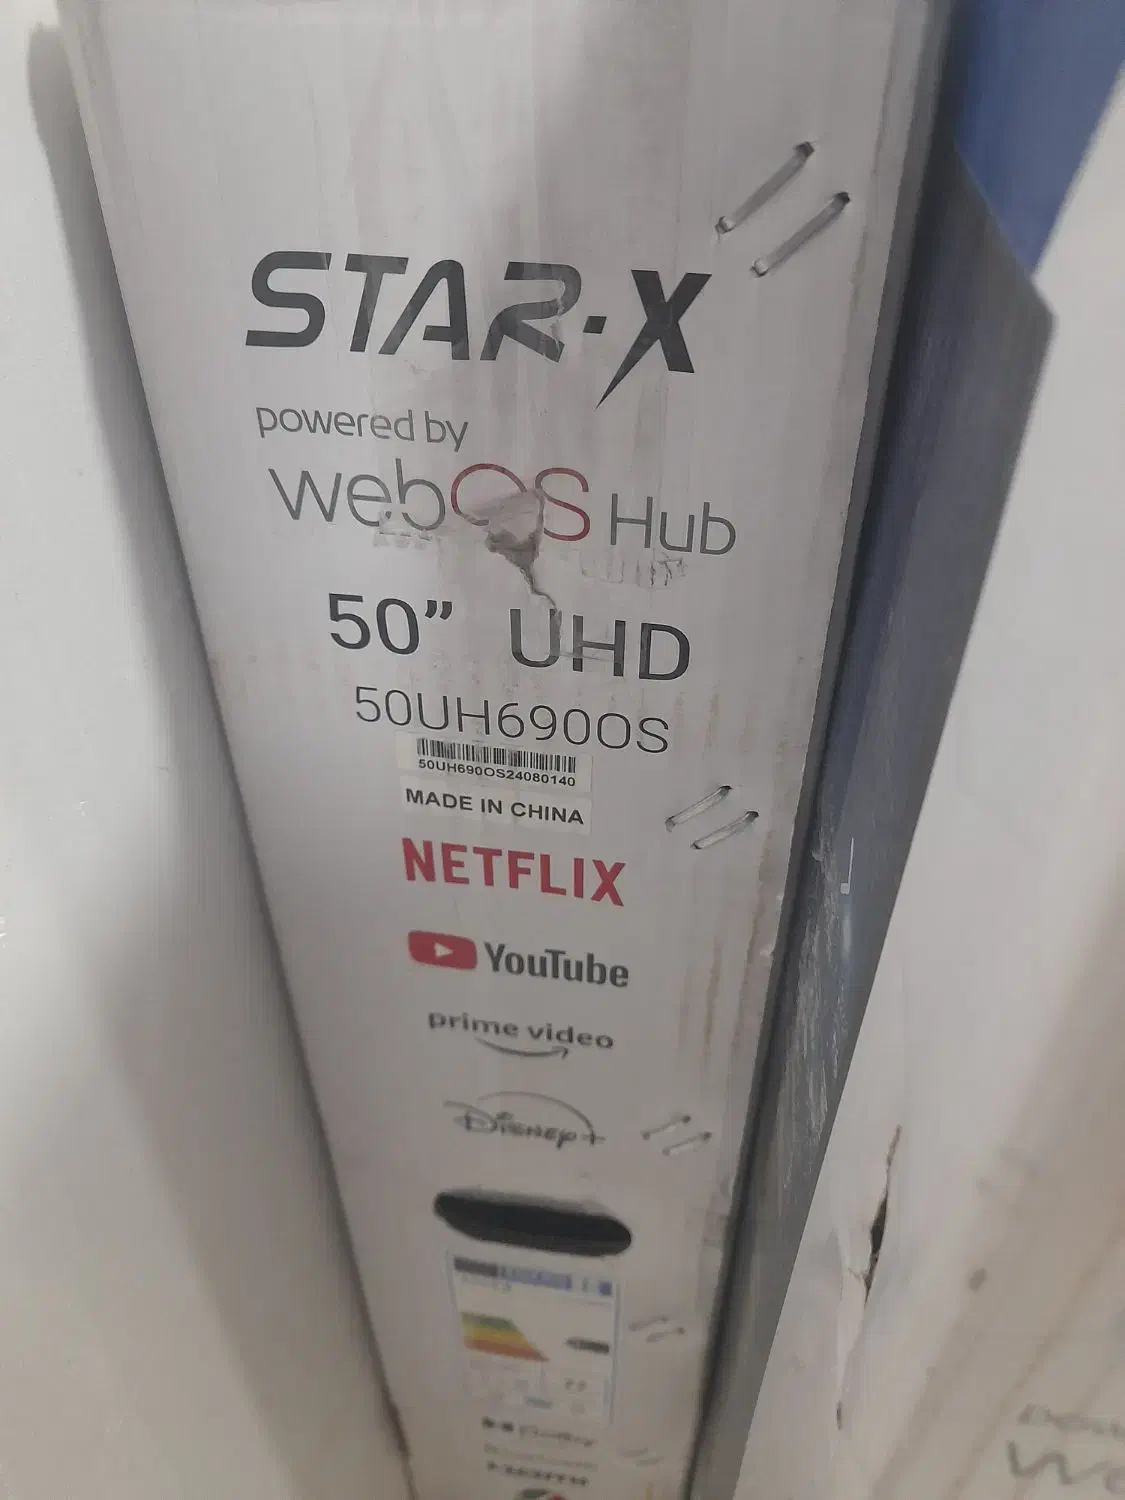 STAR-X
powered by
webOS Hub
50” UHD
50UH690OS
50UH690OS24080140
MADE IN CHINA
NETFLIX
YouTube
prime video
Disney+